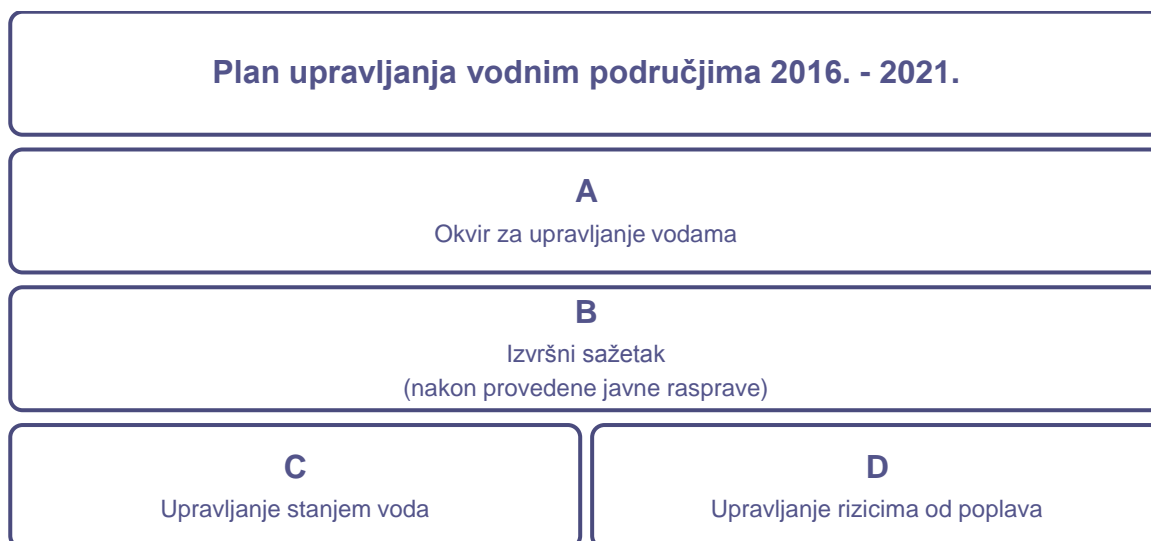 Plan upravljanja vodnim područjima 2016. - 2021.
A
Okvir za upravljanje vodama
B
Izvršni sažetak
(nakon provedene javne rasprave)
C
Upravljanje stanjem voda
D
Upravljanje rizicima od poplava